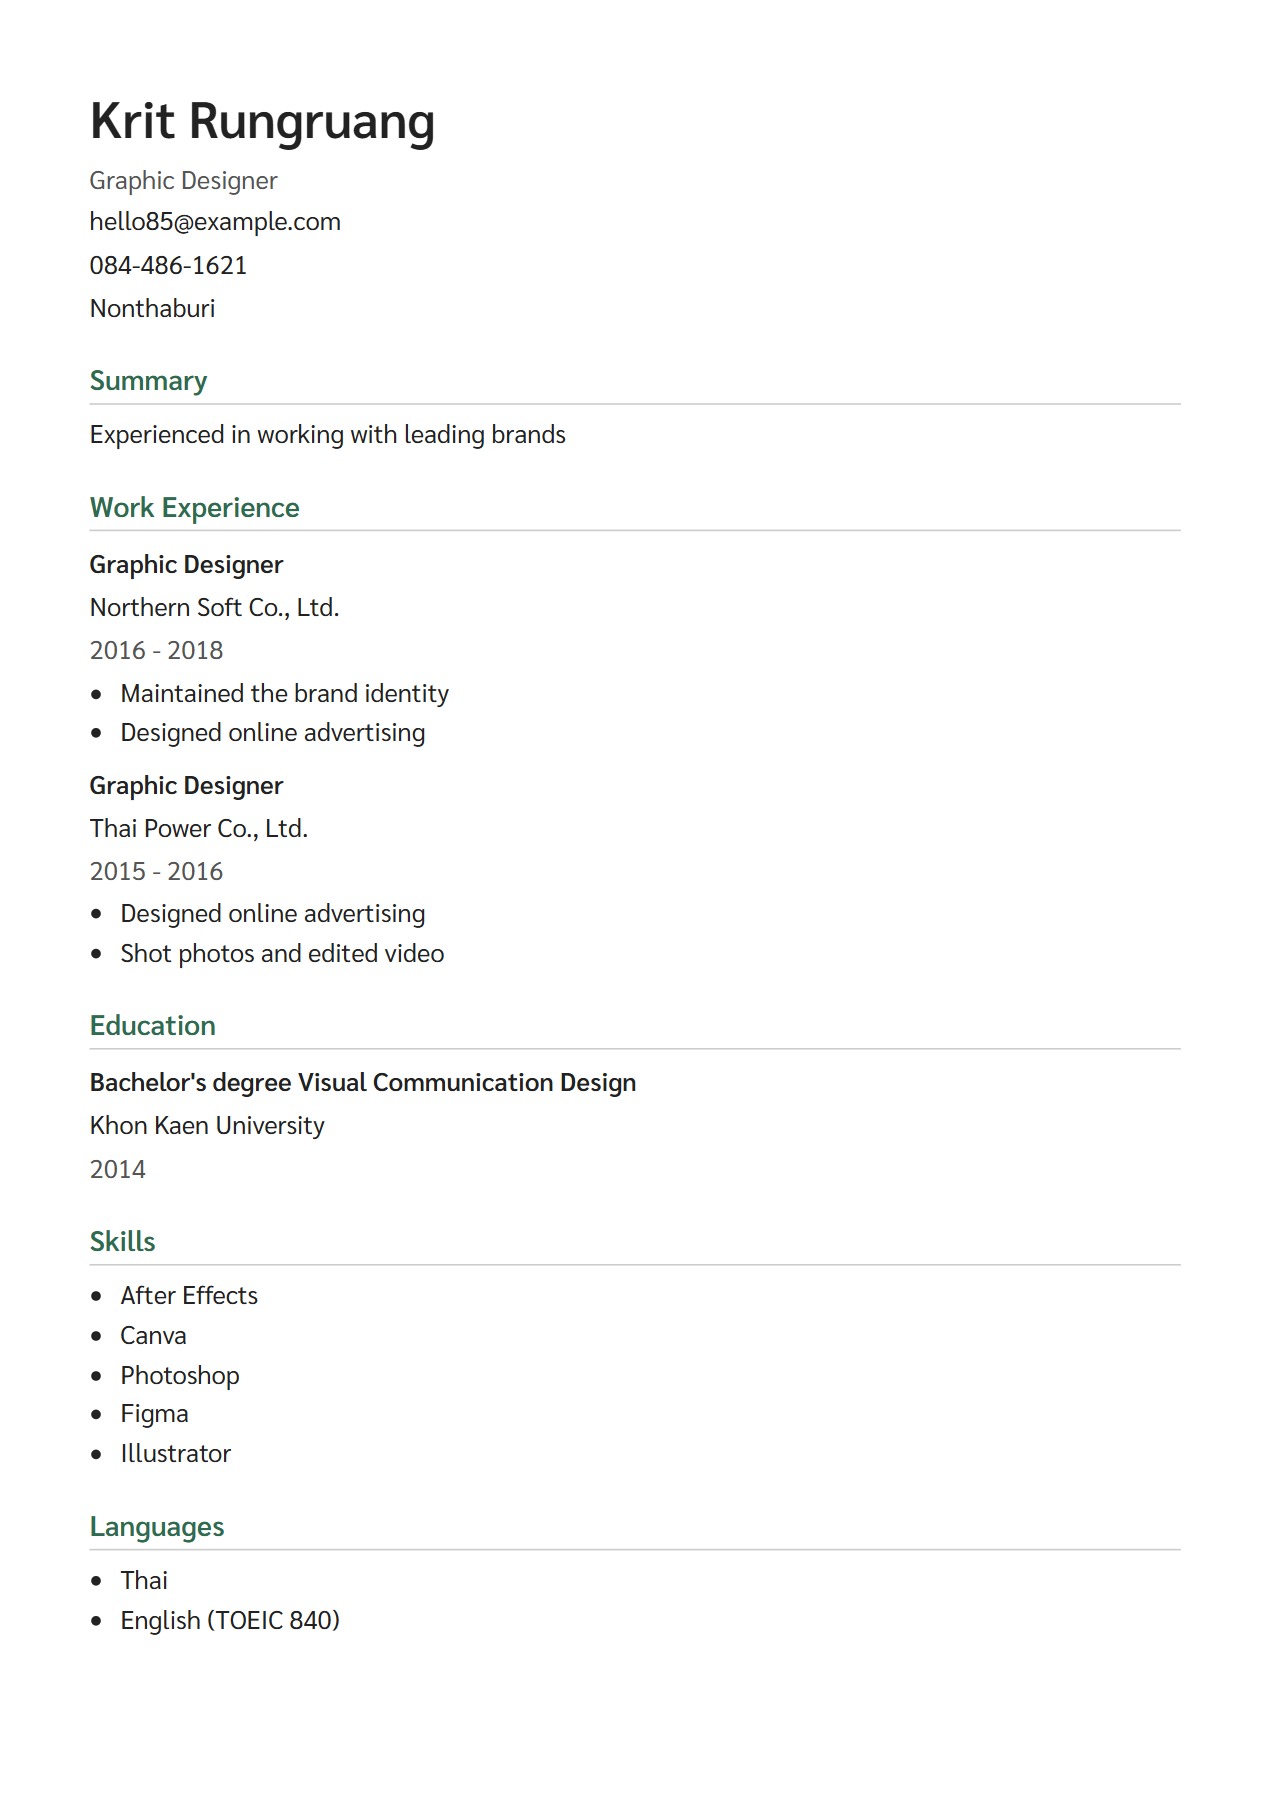 Krit Rungruang
Graphic Designer
hello85@example.com
084-486-1621
Nonthaburi
Summary
Experienced in working with leading brands
Work Experience
Graphic Designer
Northern Soft Co., Ltd.
2016 - 2018
• Maintained the brand identity
• Designed online advertising
Graphic Designer
Thai Power Co., Ltd.
2015 - 2016
• Designed online advertising
• Shot photos and edited video
Education
Bachelor's degree Visual Communication Design
Khon Kaen University
2014
Skills
• After Effects
• Canva
• Photoshop
• Figma
• Illustrator
Languages
• Thai
• English (TOEIC 840)